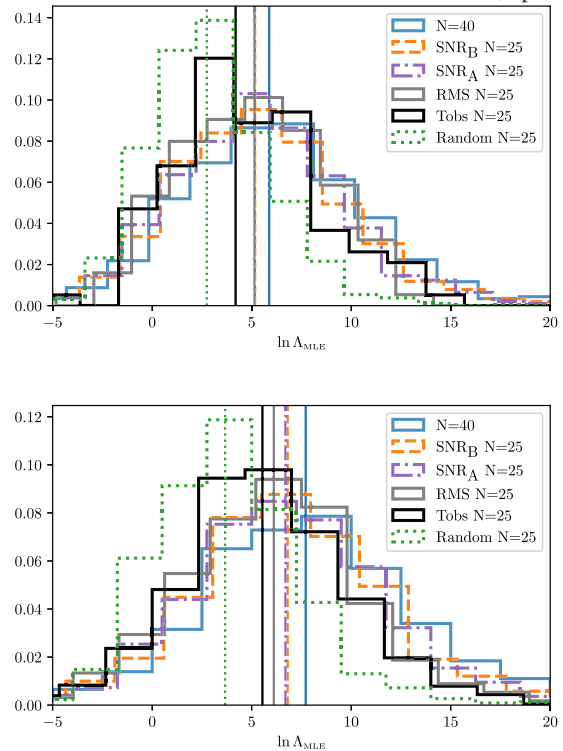 0.14
0.12
0.10
0.08
0.06
0.04
0.02
0.00
N=40
SNR_B N=25
SNR_A N=25
RMS N=25
Tobs N=25
Random N=25
−5 0 5 10 15 20
ln Λ_MLE
0.12
0.10
0.08
0.06
0.04
0.02
0.00
N=40
SNR_B N=25
SNR_A N=25
RMS N=25
Tobs N=25
Random N=25
−5 0 5 10 15 20
ln Λ_MLE